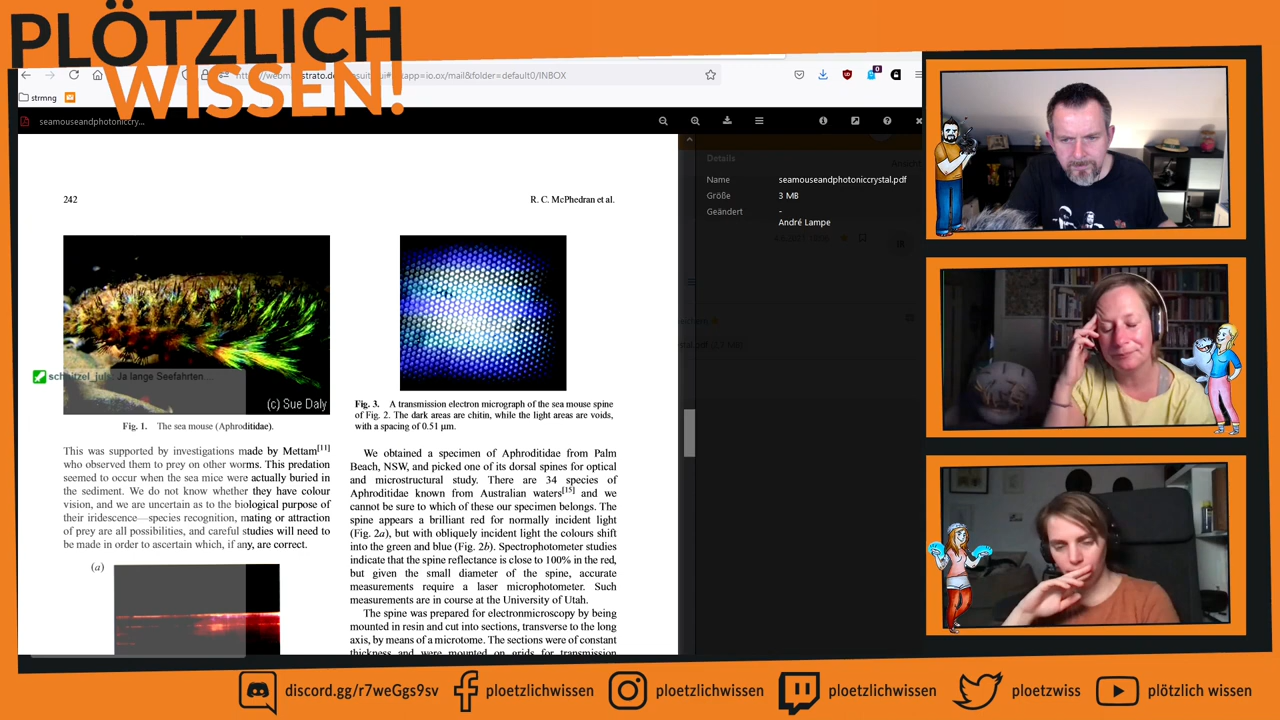 PLÖTZLICH
WISSEN!
strmng
seamouseandphotoniccry...
242
R. C. McPhedran et al.
(c) Sue Daly
schnitzel_jule: Ja lange Seefahrten ...
Fig. 1. The sea mouse (Aphroditidae).
This was supported by investigations made by Mettam[11]
who observed them to prey on other worms. This predation
seemed to occur when the sea mice were actually buried in
the sediment. We do not know whether they have colour
vision, and we are uncertain as to the biological purpose of
their iridescence—species recognition, mating or attraction
of prey are all possibilities, and careful studies will need to
be made in order to ascertain which, if any, are correct.
(a)
Fig. 3. A transmission electron micrograph of the sea mouse spine
of Fig. 2. The dark areas are chitin, while the light areas are voids,
with a spacing of 0.51 μm.
We obtained a specimen of Aphroditidae from Palm
Beach, NSW, and picked one of its dorsal spines for optical
and microstructural study. There are 34 species of
Aphroditidae known from Australian waters[15] and we
cannot be sure to which of these our specimen belongs. The
spine appears a brilliant red for normally incident light
(Fig. 2a), but with obliquely incident light the colours shift
into the green and blue (Fig. 2b). Spectrophotometer studies
indicate that the spine reflectance is close to 100% in the red,
but given the small diameter of the spine, accurate
measurements require a laser microphotometer. Such
measurements are in course at the University of Utah.
The spine was prepared for electronmicroscopy by being
mounted in resin and cut into sections, transverse to the long
axis, by means of a microtome. The sections were of constant
thickness and were mounted on grids for transmission
Details
Name seamouseandphotoniccrystal.pdf
Größe 3 MB
Geändert -
André Lampe
discord.gg/r7weGgs9sv
ploetzlichwissen
ploetzlichwissen
ploetzlichwissen
ploetzwiss
plötzlich wissen